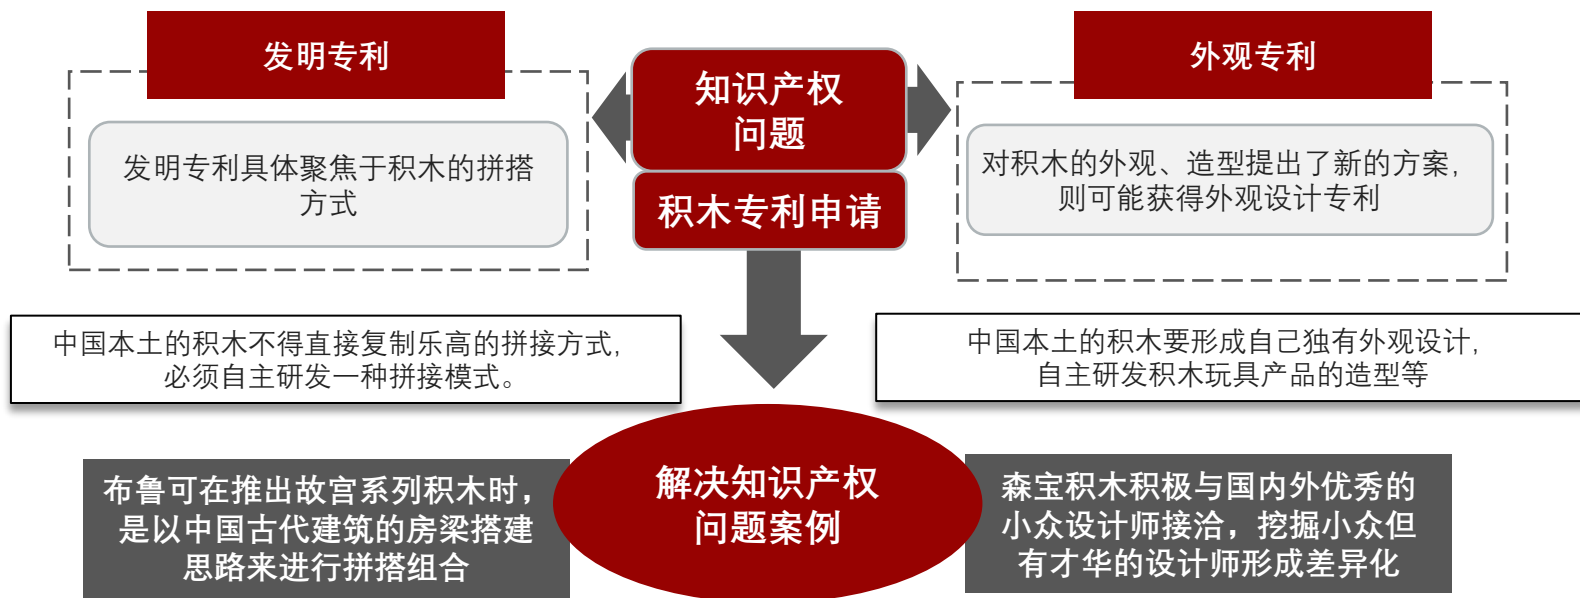 发明专利
发明专利具体聚焦于积木的拼搭
方式
知识产权
问题
积木专利申请
外观专利
对积木的外观、造型提出了新的方案，
则可能获得外观设计专利
中国本土的积木不得直接复制乐高的拼接方式，
必须自主研发一种拼接模式。
中国本土的积木要形成自己独有外观设计，
自主研发积木玩具产品的造型等
布鲁可在推出故宫系列积木时，
是以中国古代建筑的房梁搭建
思路来进行拼搭组合
解决知识产权
问题案例
森宝积木积极与国内外优秀的
小众设计师接洽，挖掘小众但
有才华的设计师形成差异化